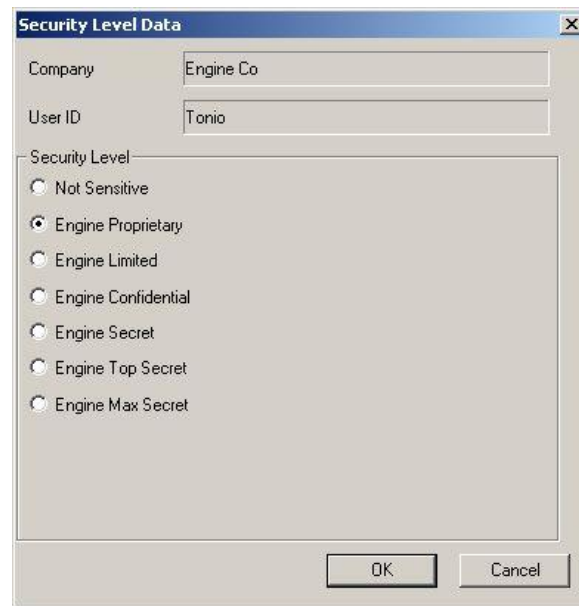 Security Level Data
Company Engine Co
User ID Tonio
Security Level
Not Sensitive
Engine Proprietary
Engine Limited
Engine Confidential
Engine Secret
Engine Top Secret
Engine Max Secret
OK Cancel